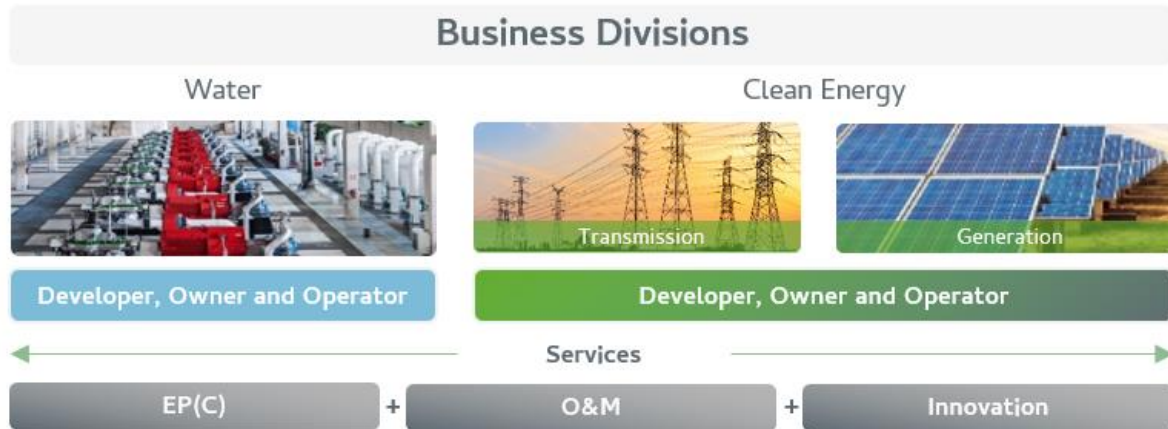 Business Divisions
Water
Clean Energy
Transmission
Generation
Developer, Owner and Operator
Developer, Owner and Operator
Services
EP(C) + O&M + Innovation